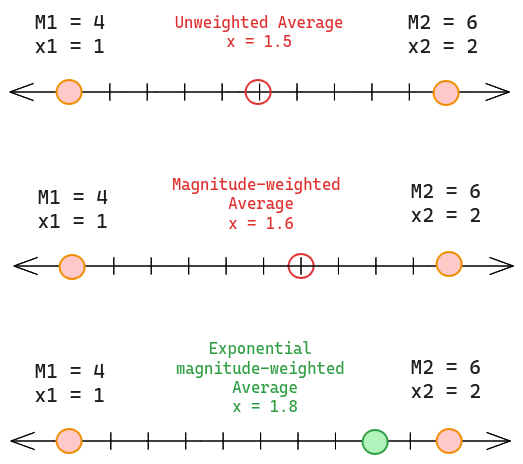 M1 = 4
x1 = 1
Unweighted Average
x = 1.5
M2 = 6
x2 = 2
M1 = 4
x1 = 1
Magnitude-weighted
Average
x = 1.6
M2 = 6
x2 = 2
M1 = 4
x1 = 1
Exponential
magnitude-weighted
Average
x = 1.8
M2 = 6
x2 = 2